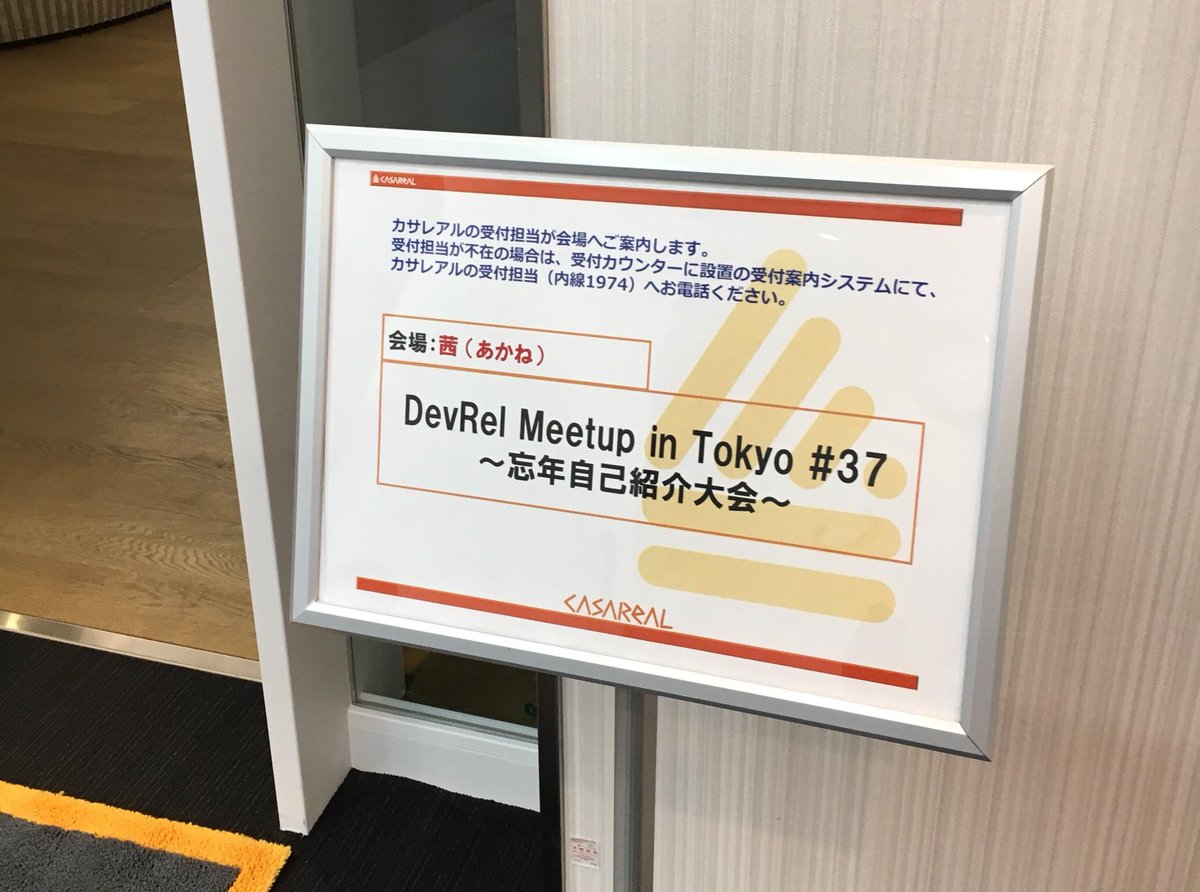 CASAREAL
カサレアルの受付担当が会場へご案内します。
受付担当が不在の場合は、受付カウンターに設置の受付案内システムにて、
カサレアルの受付担当（内線1974）へお電話ください。
会場：茜（あかね）
DevRel Meetup in Tokyo #37
～忘年自己紹介大会～
CASAREAL